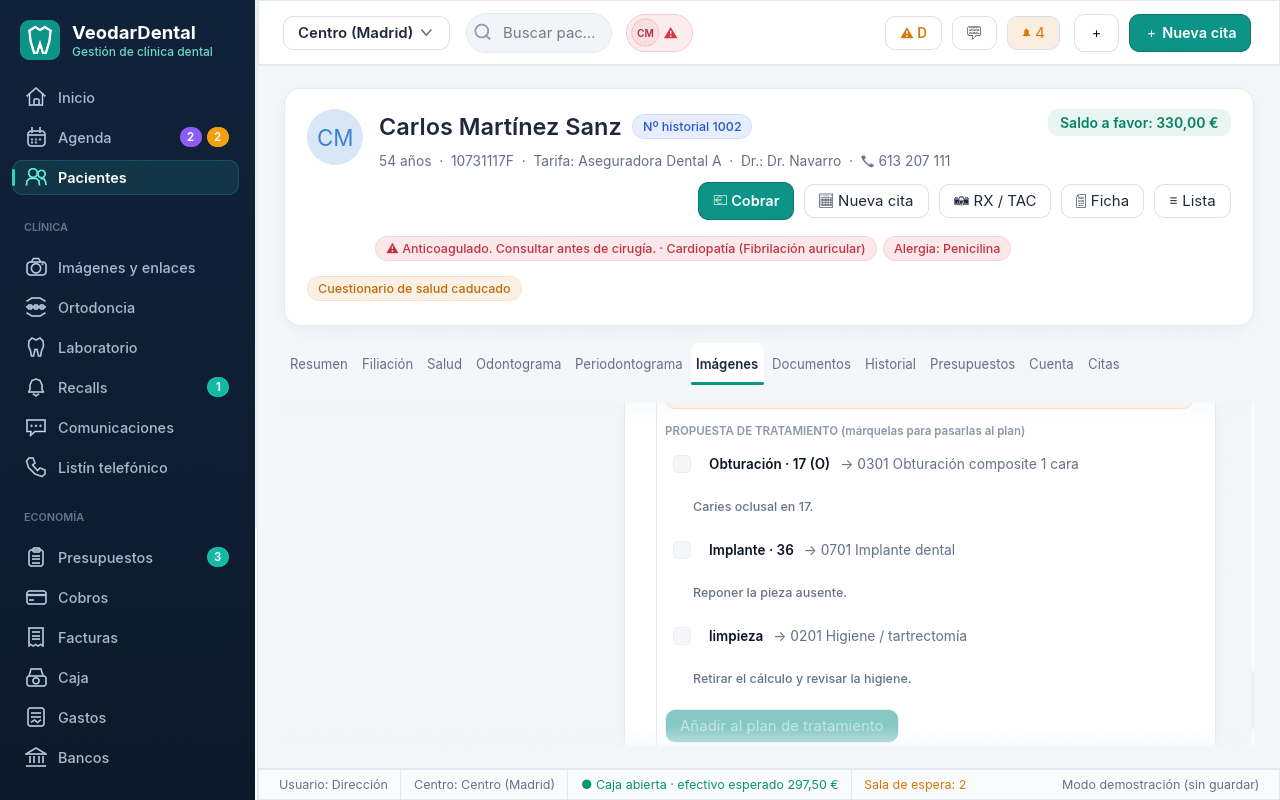 VeodarDental
Gestión de clínica dental
Inicio
Agenda 2 2
Pacientes
CLÍNICA
Imágenes y enlaces
Ortodoncia
Laboratorio
Recalls 1
Comunicaciones
Listín telefónico
ECONOMÍA
Presupuestos 3
Cobros
Facturas
Caja
Gastos
Bancos
Centro (Madrid)
Buscar pac...
CM
D
4
+
+ Nueva cita
CM
Carlos Martínez Sanz
Nº historial 1002
Saldo a favor: 330,00 €
54 años · 10731117F · Tarifa: Aseguradora Dental A · Dr.: Dr. Navarro · 613 207 111
Cobrar
Nueva cita
RX / TAC
Ficha
Lista
Anticoagulado. Consultar antes de cirugía. · Cardiopatía (Fibrilación auricular)
Alergia: Penicilina
Cuestionario de salud caducado
Resumen Filiación Salud Odontograma Periodontograma Imágenes Documentos Historial Presupuestos Cuenta Citas
PROPUESTA DE TRATAMIENTO (márquelas para pasarlas al plan)
Obturación · 17 (O) → 0301 Obturación composite 1 cara
Caries oclusal en 17.
Implante · 36 → 0701 Implante dental
Reponer la pieza ausente.
limpieza → 0201 Higiene / tartrectomía
Retirar el cálculo y revisar la higiene.
Añadir al plan de tratamiento
Usuario: Dirección
Centro: Centro (Madrid)
● Caja abierta · efectivo esperado 297,50 €
Sala de espera: 2
Modo demostración (sin guardar)